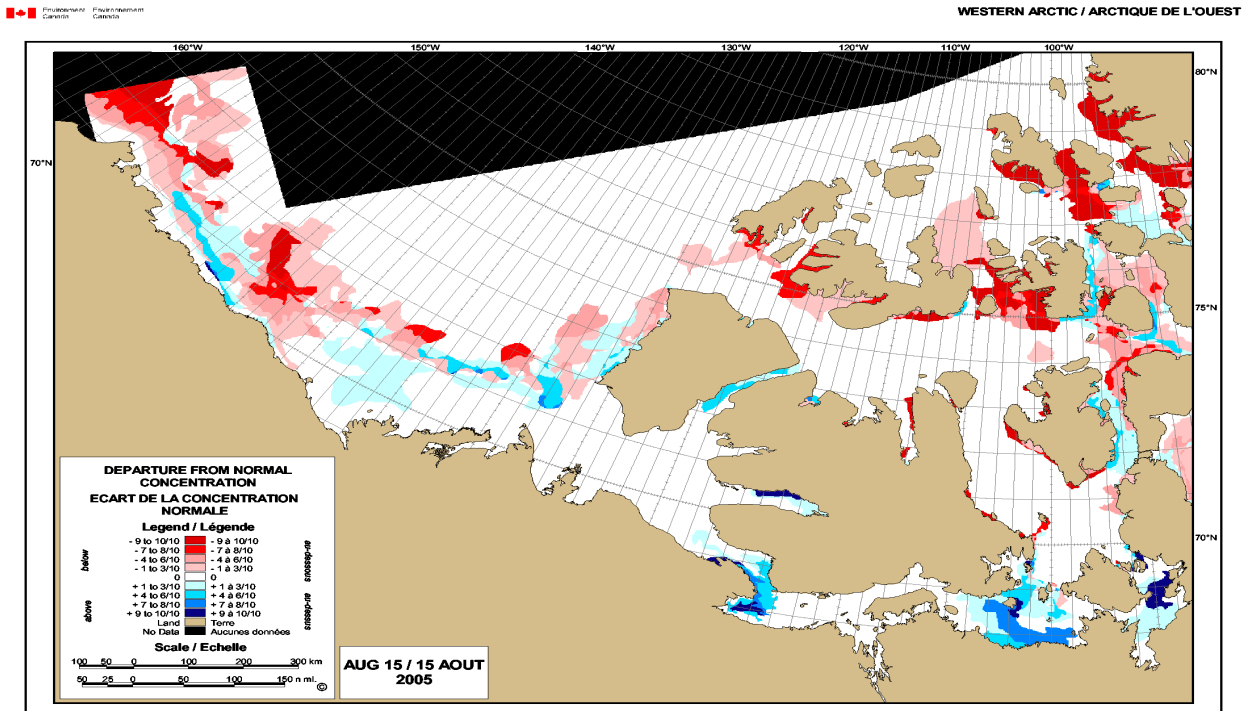 Environment Environnement
Canada Canada
WESTERN ARCTIC / ARCTIQUE DE L'OUEST
160°W 150°W 140°W 130°W 120°W 110°W 100°W
80°N
70°N
75°N
70°N
DEPARTURE FROM NORMAL
CONCENTRATION
ECART DE LA CONCENTRATION
NORMALE
Legend / Légende
below
au-dessous
- 9 to 10/10 - 9 à 10/10
- 7 to 8/10 - 7 à 8/10
- 4 to 6/10 - 4 à 6/10
- 1 to 3/10 - 1 à 3/10
0 0
above
au-dessus
+ 1 to 3/10 + 1 à 3/10
+ 4 to 6/10 + 4 à 6/10
+ 7 to 8/10 + 7 à 8/10
+ 9 to 10/10 + 9 à 10/10
Land Terre
No Data Aucunes données
Scale / Echelle
100 50 0 100 200 300 km
50 25 0 50 100 150 n mi. ©
AUG 15 / 15 AOUT
2005